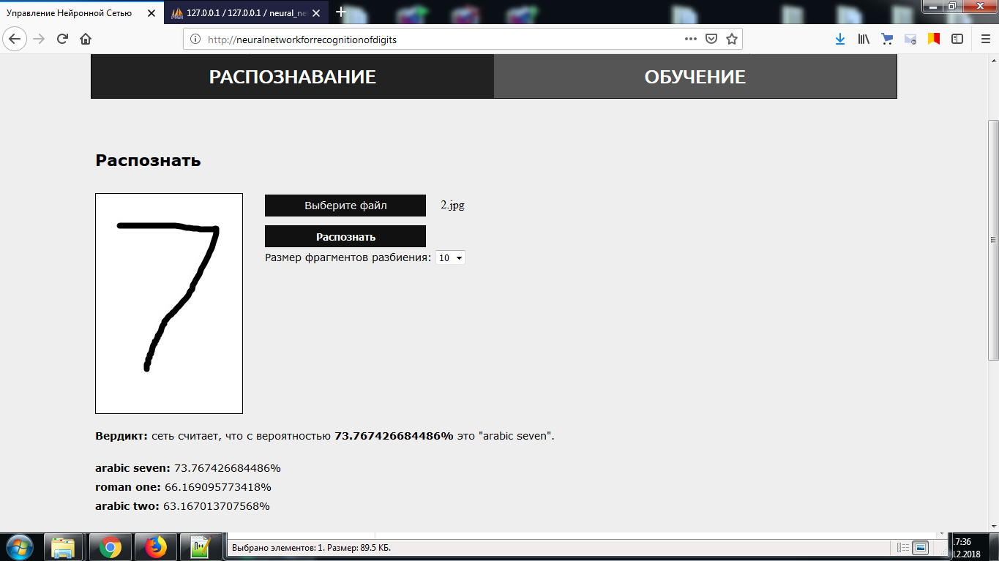 Управление Нейронной Сетью
127.0.0.1 / 127.0.0.1 / neural_ne
http://neuralnetworkforrecognitionofdigits
РАСПОЗНАВАНИЕ ОБУЧЕНИЕ
Распознать
7
Выберите файл 2.jpg
Распознать
Размер фрагментов разбиения: 10
Вердикт: сеть считает, что с вероятностью 73.767426684486% это "arabic seven".
arabic seven: 73.767426684486%
roman one: 66.169095773418%
arabic two: 63.167013707568%
Выбрано элементов: 1. Размер: 89.5 КБ.
17:36
.12.2018